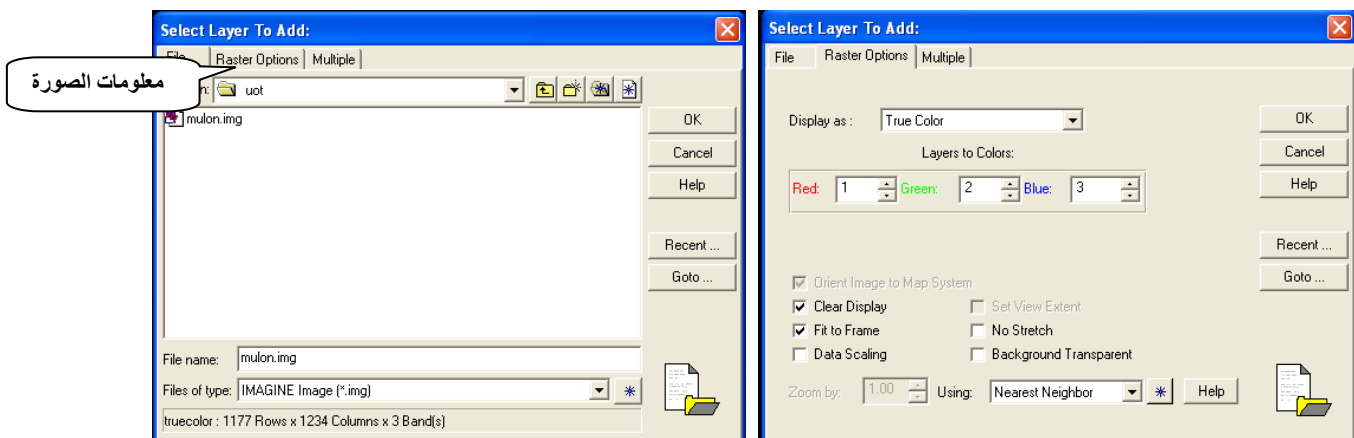 Select Layer To Add:
Raster Options Multiple
معلومات الصورة
uot
mulon.img
OK
Cancel
Help
Recent ...
Goto ...
File name: mulon.img
Files of type: IMAGINE Image (*.img)
truecolor : 1177 Rows x 1234 Columns x 3 Band(s)
Select Layer To Add:
File Raster Options Multiple
Display as : True Color
Layers to Colors:
Red: 1 Green: 2 Blue: 3
OK
Cancel
Help
Recent ...
Goto ...
Orient Image to Map System
Clear Display Set View Extent
Fit to Frame No Stretch
Data Scaling Background Transparent
Zoom by: 1.00 Using: Nearest Neighbor Help